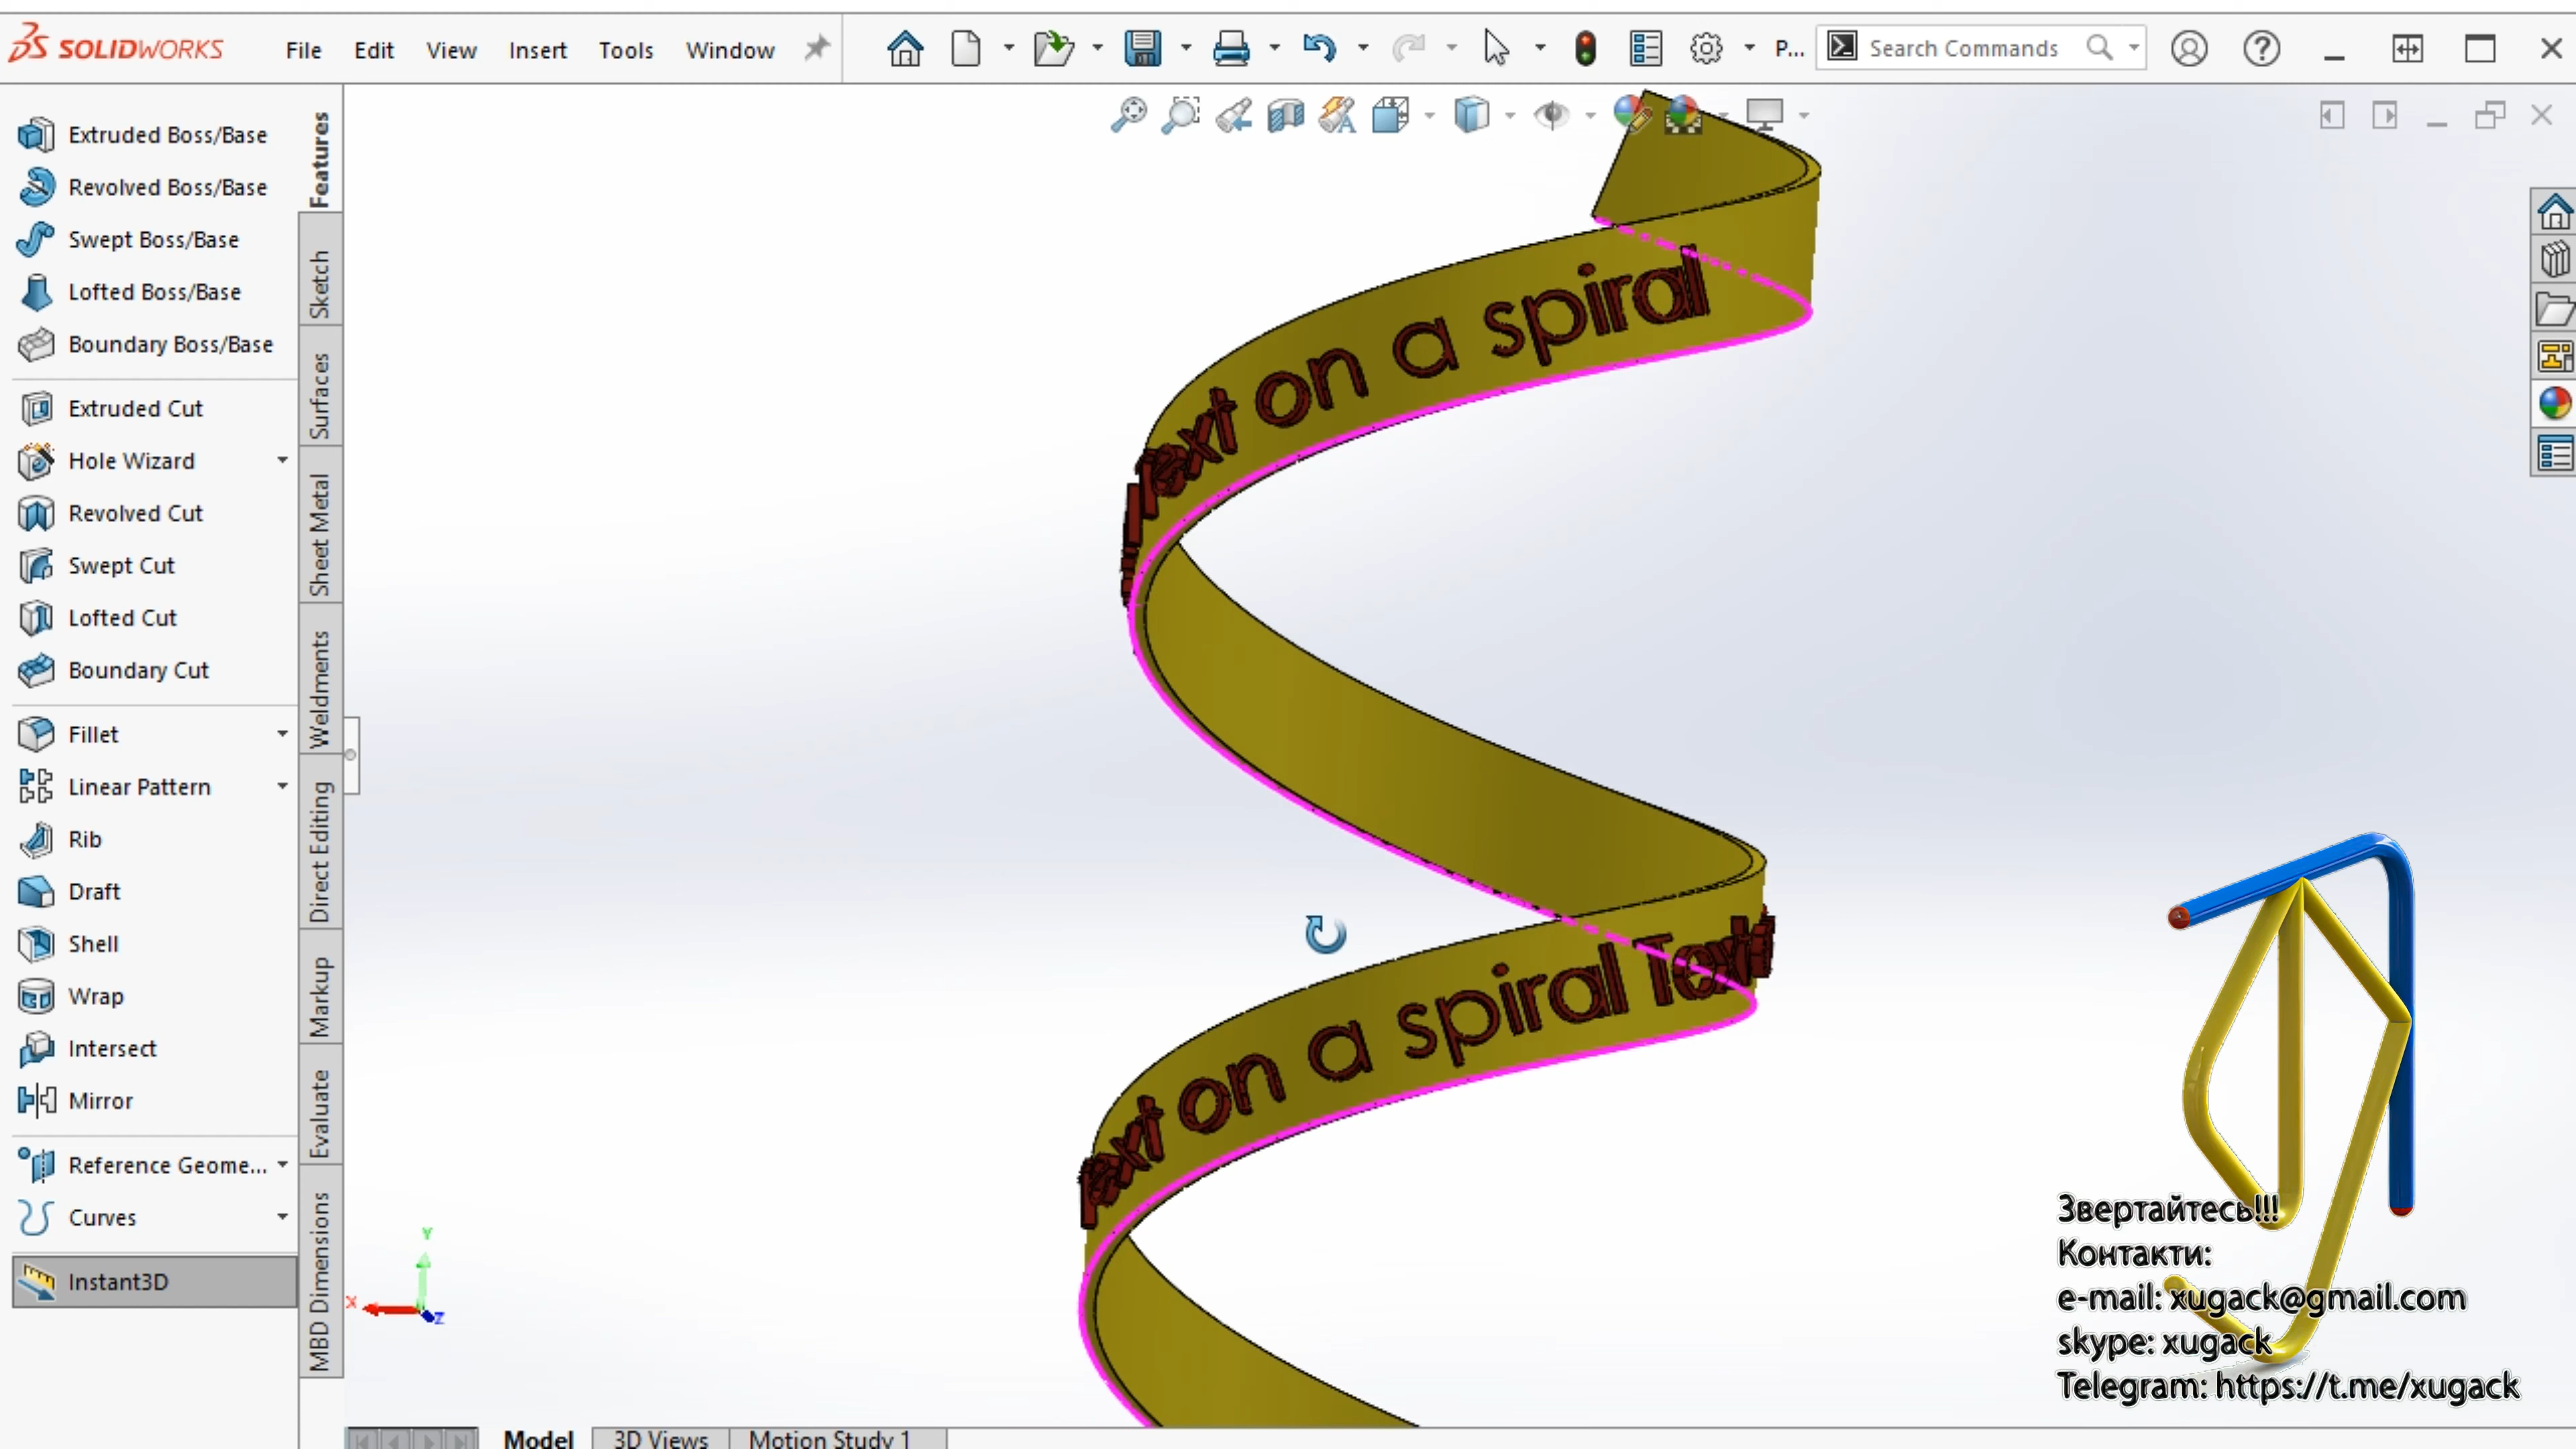 SOLIDWORKS
File Edit View Insert Tools Window P... Search Commands
Extruded Boss/Base
Revolved Boss/Base
Swept Boss/Base
Lofted Boss/Base
Boundary Boss/Base
Extruded Cut
Hole Wizard
Revolved Cut
Swept Cut
Lofted Cut
Boundary Cut
Fillet
Linear Pattern
Rib
Draft
Shell
Wrap
Intersect
Mirror
Reference Geome...
Curves
Instant3D
Features
Sketch
Surfaces
Sheet Metal
Weldments
Direct Editing
Markup
Evaluate
MBD Dimensions
Text on a spiral
Text on a spiral Text
Y
X
Z
Звертайтесь!!!
Контакти:
e-mail: xugack@gmail.com
skype: xugack
Telegram: https://t.me/xugack
Model 3D Views Motion Study 1